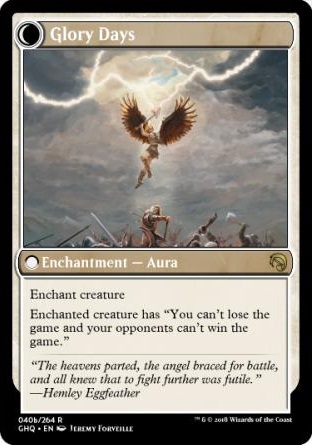 Glory Days
Enchantment — Aura
Enchant creature
Enchanted creature has “You can’t lose the
game and your opponents can’t win the
game.”
“The heavens parted, the angel braced for battle,
and all knew that to fight further was futile.”
—Hemley Eggfeather
040b/264 R
GHQ • EN Jeremy Forveille
™ & © 2018 Wizards of the Coast